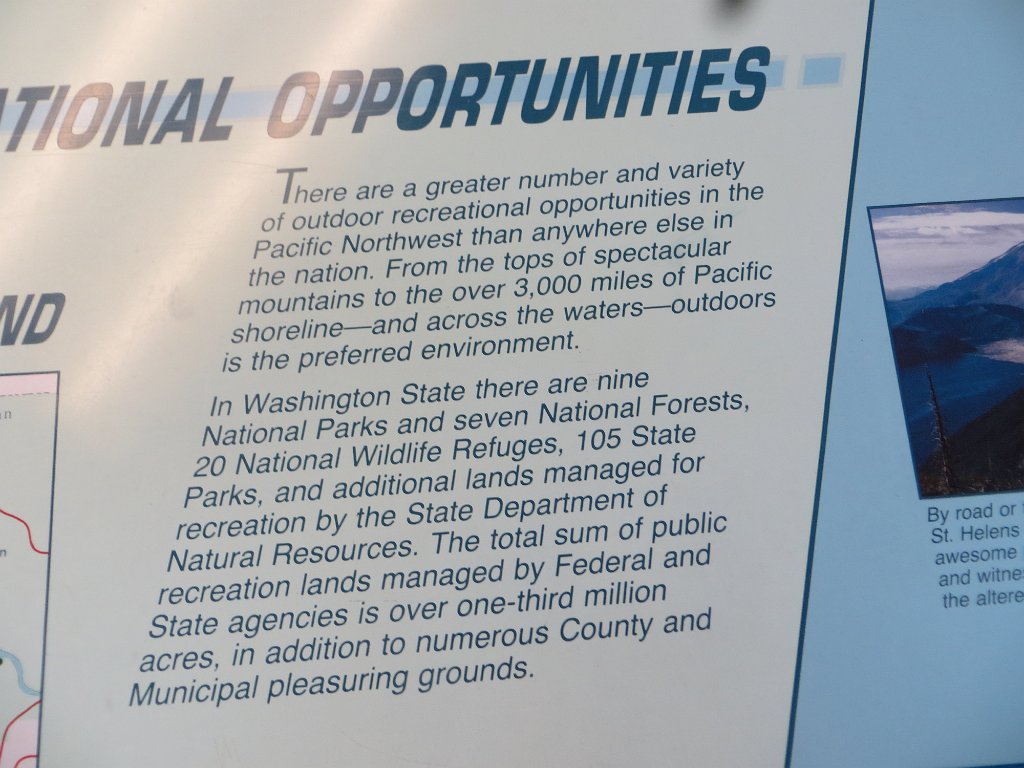 ATIONAL OPPORTUNITIES
There are a greater number and variety
of outdoor recreational opportunities in the
Pacific Northwest than anywhere else in
the nation. From the tops of spectacular
mountains to the over 3,000 miles of Pacific
shoreline—and across the waters—outdoors
is the preferred environment.
In Washington State there are nine
National Parks and seven National Forests,
20 National Wildlife Refuges, 105 State
Parks, and additional lands managed for
recreation by the State Department of
Natural Resources. The total sum of public
recreation lands managed by Federal and
State agencies is over one-third million
acres, in addition to numerous County and
Municipal pleasuring grounds.
ND
By road or
St. Helens
awesome
and witne
the altere